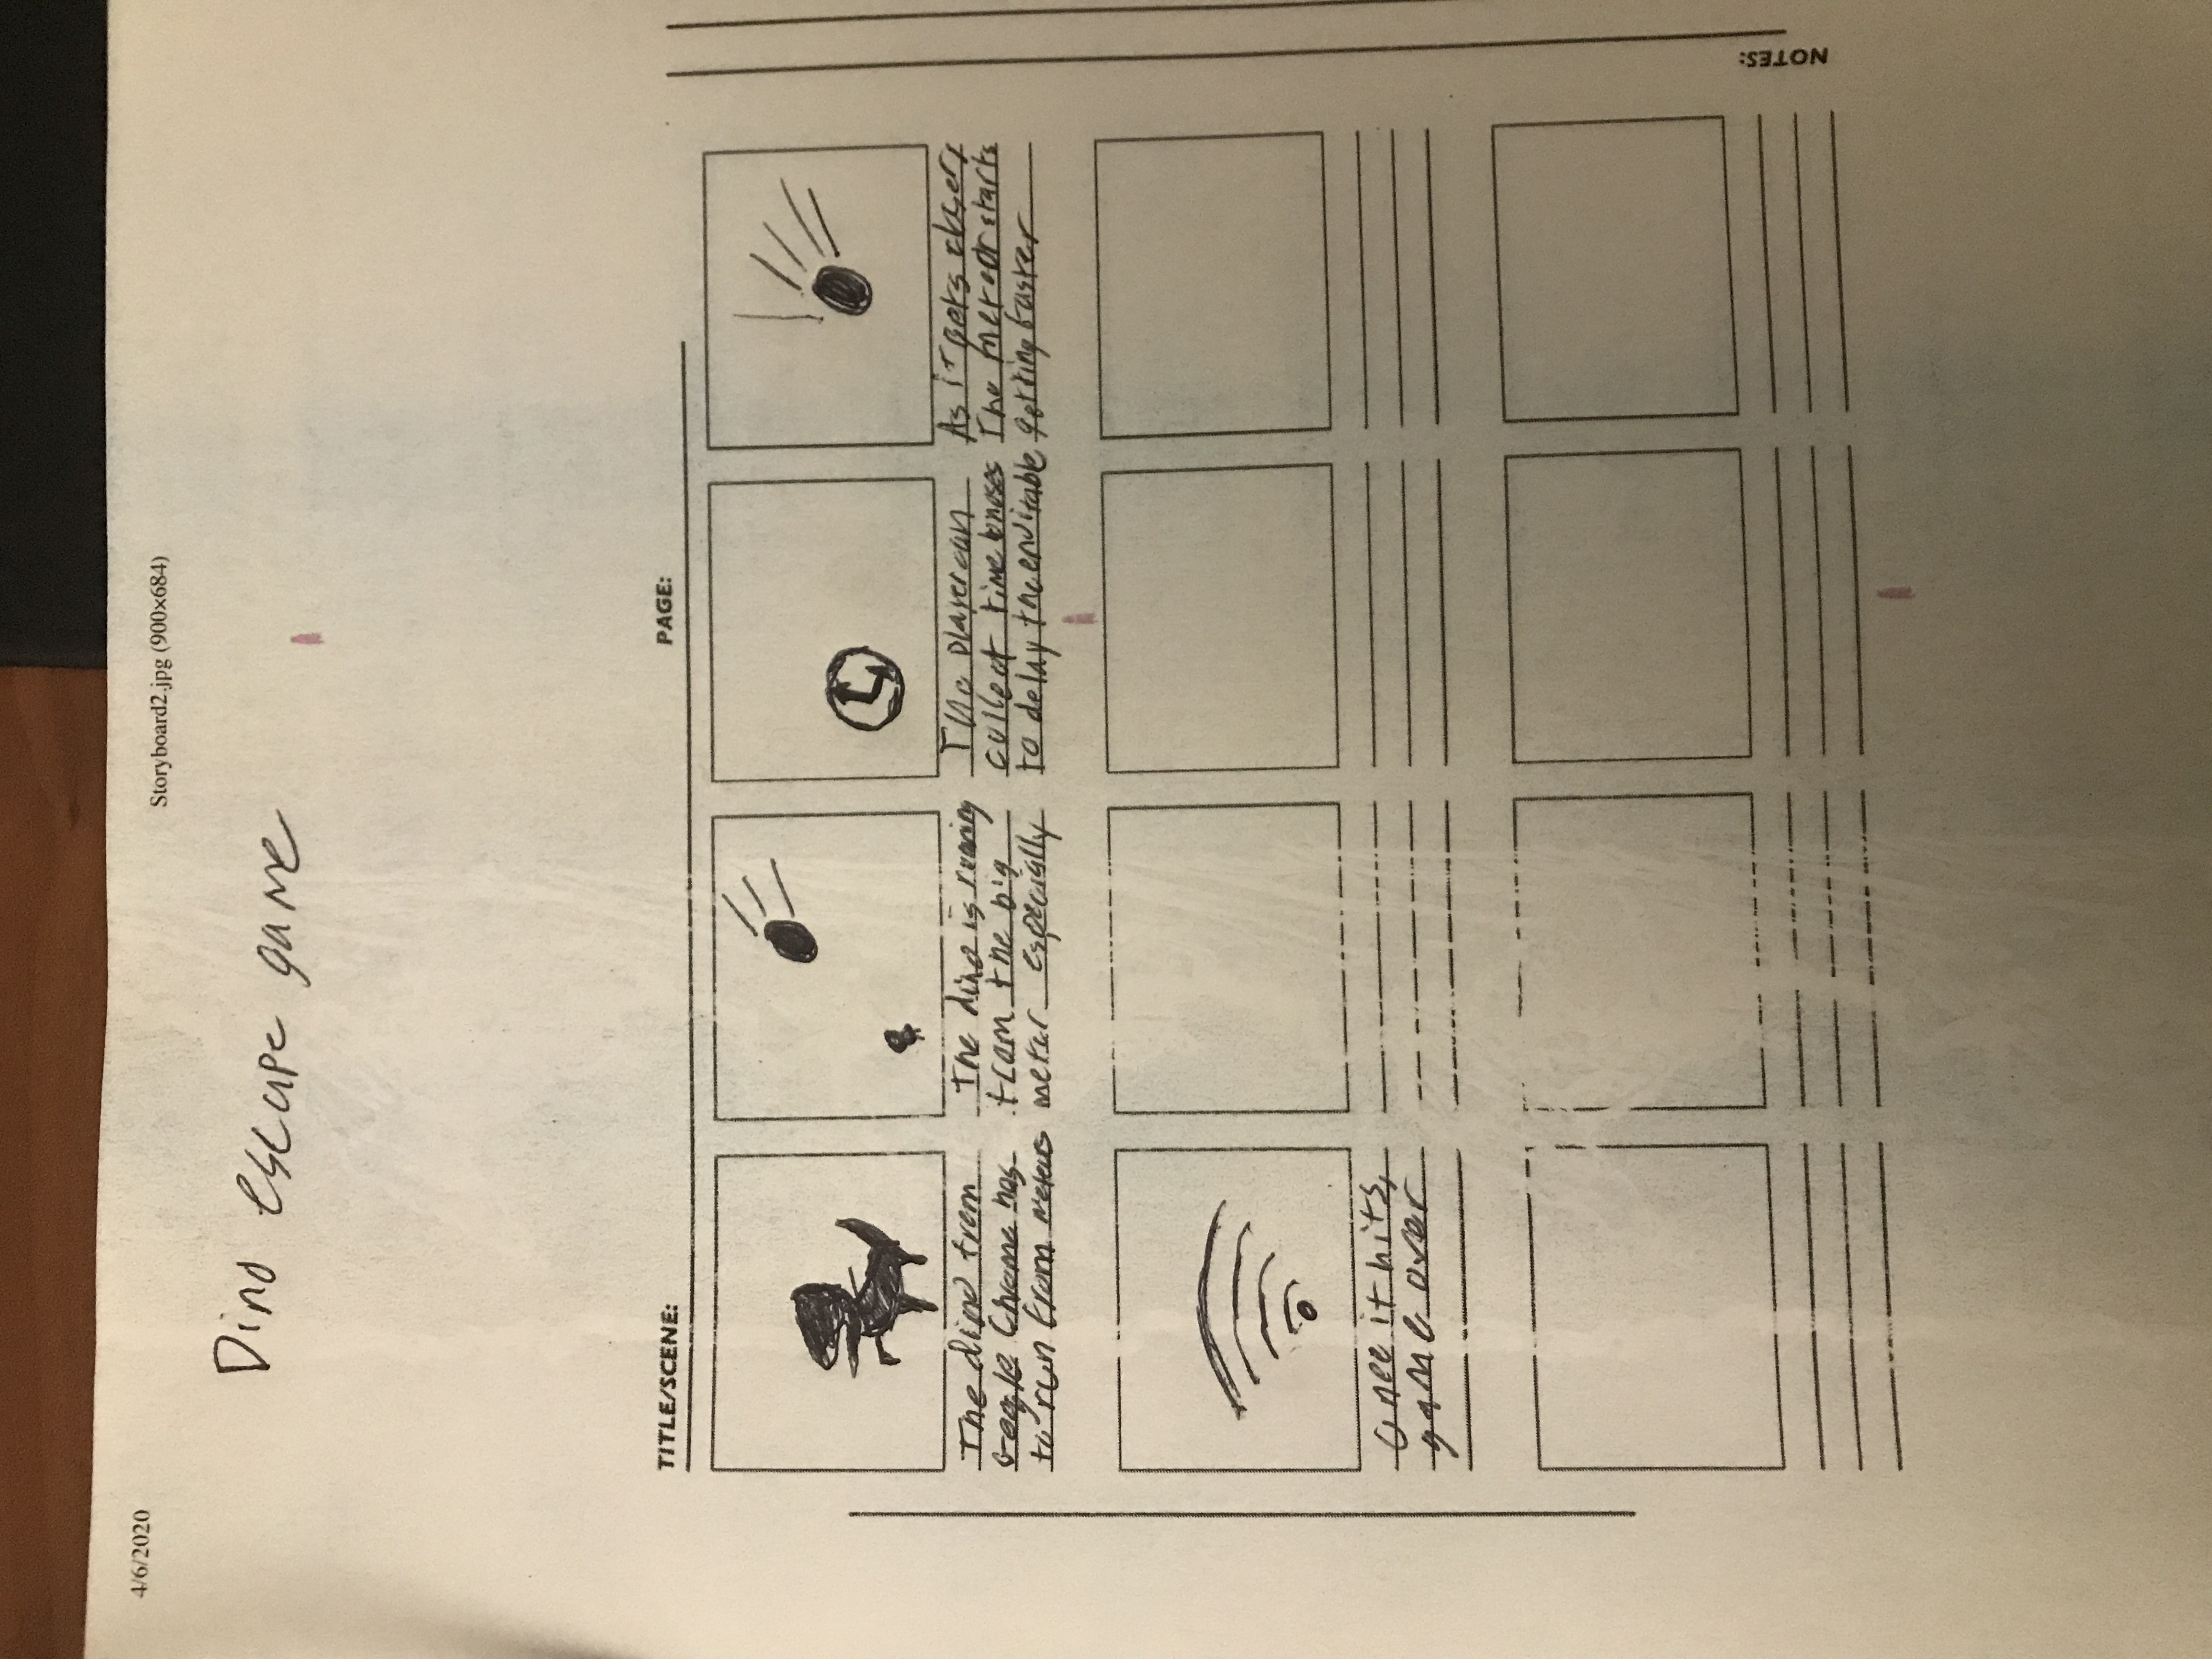 4/6/2020
Storyboard2.jpg (900×684)
Dino escape game
TITLE/SCENE:
PAGE:
The dino from
Google Chrome has
to run from meteors
The dino is running
from the big
meter especially
The player can
collect time bonuses
to delay the enuitable
As it gets closer,
The meteor starts
getting faster
Once it hits,
game over
NOTES: